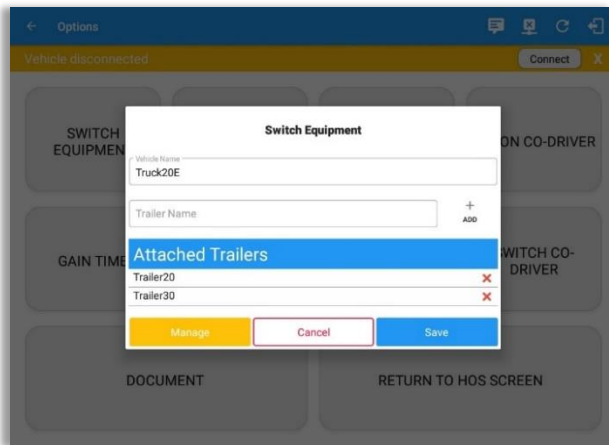 Options
Vehicle disconnected
Connect X
SWITCH
EQUIPMEN
ON CO-DRIVER
Switch Equipment
Vehicle Name
Truck20E
Trailer Name
+
ADD
GAIN TIME
WITCH CO-
DRIVER
Attached Trailers
Trailer20
Trailer30
Manage Cancel Save
DOCUMENT
RETURN TO HOS SCREEN